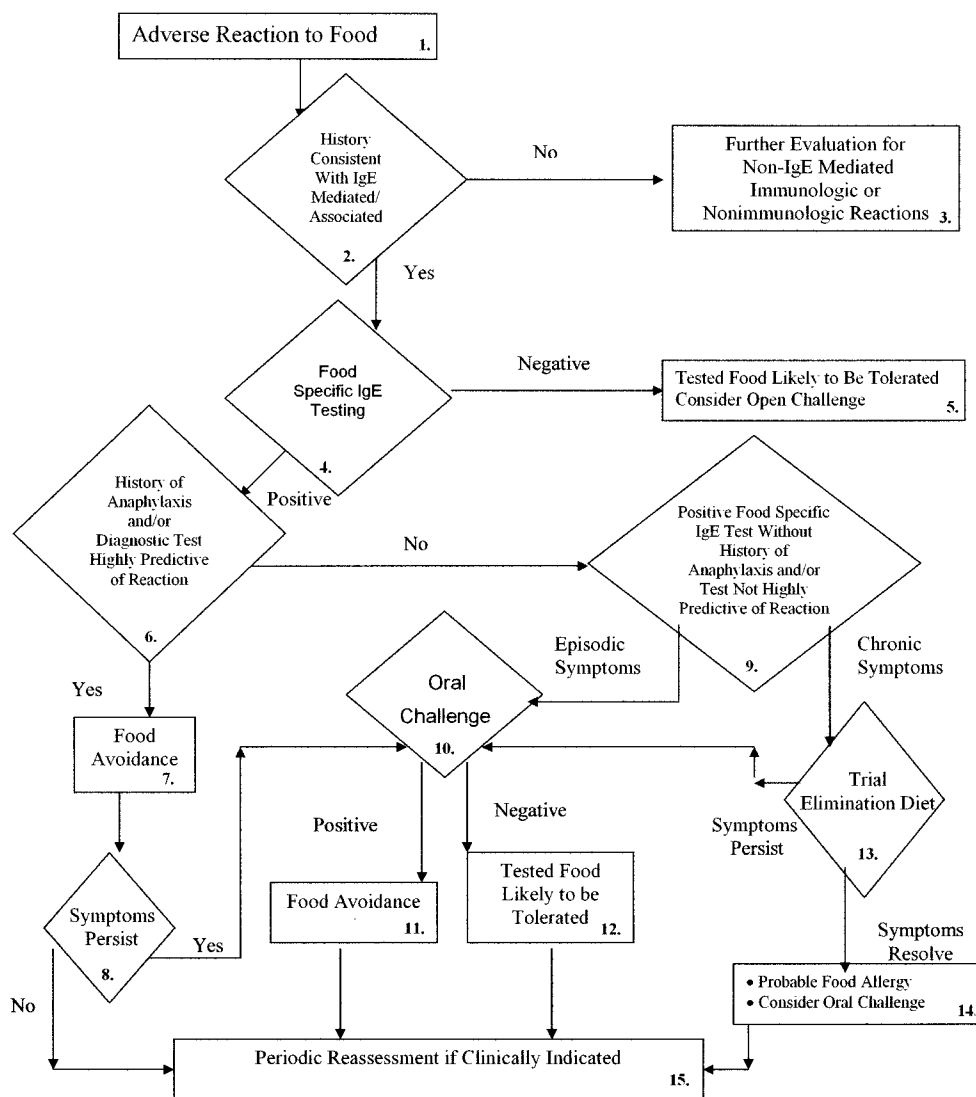 Adverse Reaction to Food
1.
History
Consistent
With IgE
Mediated/
Associated
2.
No
Further Evaluation for
Non-IgE Mediated
Immunologic or
Nonimmunologic Reactions
3.
Yes
Food
Specific IgE
Testing
4.
Negative
Tested Food Likely to Be Tolerated
Consider Open Challenge
5.
Positive
History of
Anaphylaxis
and/or
Diagnostic Test
Highly Predictive
of Reaction
6.
No
Positive Food Specific
IgE Test Without
History of
Anaphylaxis and/or
Test Not Highly
Predictive of Reaction
9.
Yes
Episodic
Symptoms
Chronic
Symptoms
Food
Avoidance
7.
Oral
Challenge
10.
Trial
Elimination Diet
13.
Symptoms
Persist
8.
Yes
No
Positive
Negative
Symptoms
Persist
Food Avoidance
11.
Tested Food
Likely to be
Tolerated
12.
Symptoms
Resolve
• Probable Food Allergy
• Consider Oral Challenge
14.
Periodic Reassessment if Clinically Indicated
15.